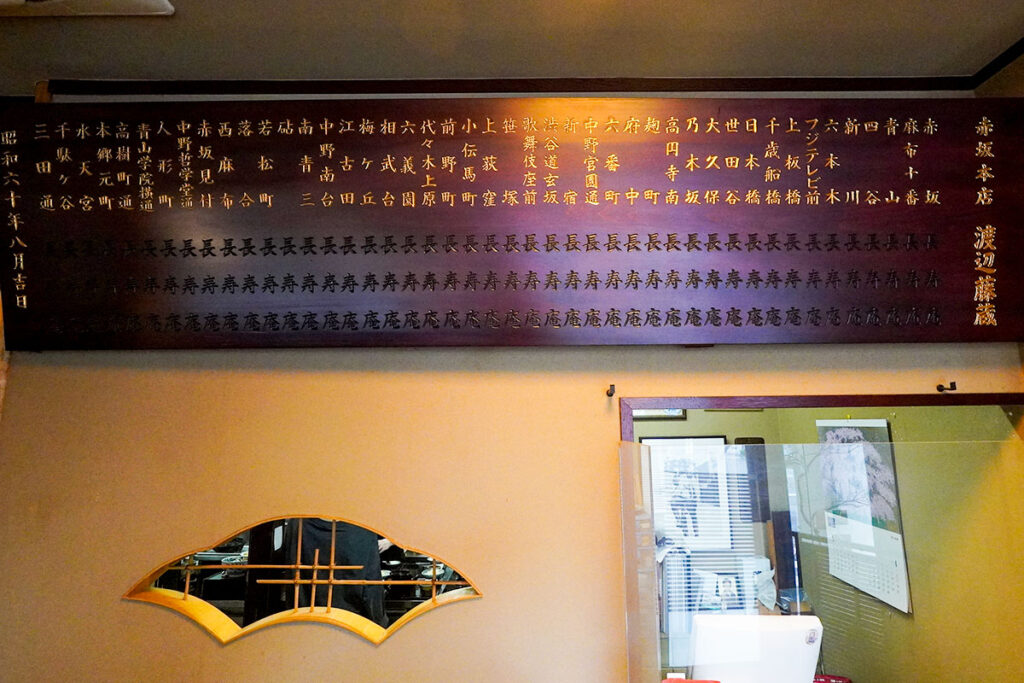 赤坂本店 渡辺藤蔵
赤坂 長寿庵
麻布十番 長寿庵
青山 長寿庵
四谷 長寿庵
新川 長寿庵
六本木 長寿庵
フジテレビ前 長寿庵
上板橋 長寿庵
千歳船橋 長寿庵
日本橋 長寿庵
世田谷 長寿庵
大久保 長寿庵
乃木坂 長寿庵
高円寺南 長寿庵
麹町 長寿庵
府中 長寿庵
六番町 長寿庵
中野宮園通 長寿庵
新宿 長寿庵
渋谷道玄坂 長寿庵
歌舞伎座前 長寿庵
笹塚 長寿庵
上荻窪 長寿庵
小伝馬町 長寿庵
前野町 長寿庵
代々木上原 長寿庵
六義園 長寿庵
相武台 長寿庵
梅ヶ丘 長寿庵
江古田 長寿庵
中野南台 長寿庵
南青三 長寿庵
砧 長寿庵
若松町 長寿庵
落合 長寿庵
西麻布 長寿庵
赤坂見付 長寿庵
中野哲学堂通 長寿庵
人形町 長寿庵
青山学院横通 長寿庵
高樹町通 長寿庵
本郷元町 長寿庵
水天宮 長寿庵
千駄ヶ谷 長寿庵
三田通 長寿庵
昭和六十年八月吉日